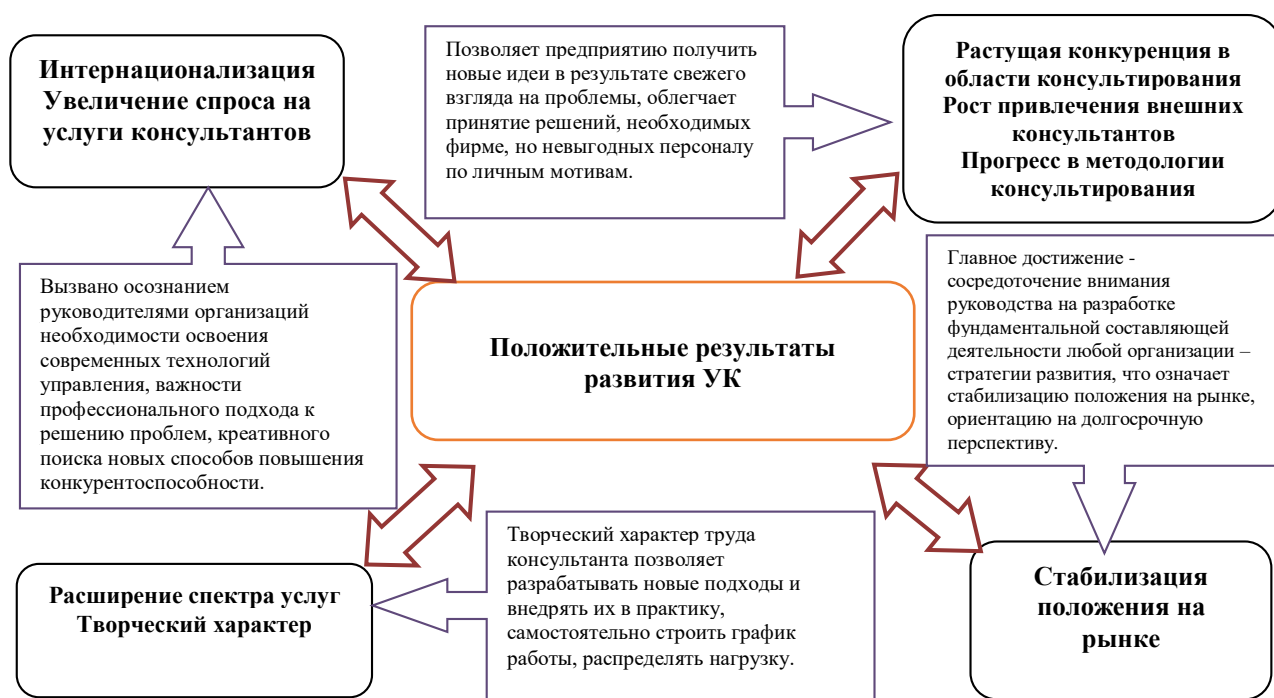 Интернационализация
Увеличение спроса на
услуги консультантов
Позволяет предприятию получить
новые идеи в результате свежего
взгляда на проблемы, облегчает
принятие решений, необходимых
фирме, но невыгодных персоналу
по личным мотивам.
Растущая конкуренция в
области консультирования
Рост привлечения внешних
консультантов
Прогресс в методологии
консультирования
Вызвано осознанием
руководителями организаций
необходимости освоения
современных технологий
управления, важности
профессионального подхода к
решению проблем, креативного
поиска новых способов повышения
конкурентоспособности.
Положительные результаты
развития УК
Главное достижение -
сосредоточение внимания
руководства на разработке
фундаментальной составляющей
деятельности любой организации –
стратегии развития, что означает
стабилизацию положения на рынке,
ориентацию на долгосрочную
перспективу.
Расширение спектра услуг
Творческий характер
Творческий характер труда
консультанта позволяет
разрабатывать новые подходы и
внедрять их в практику,
самостоятельно строить график
работы, распределять нагрузку.
Стабилизация
положения на
рынке